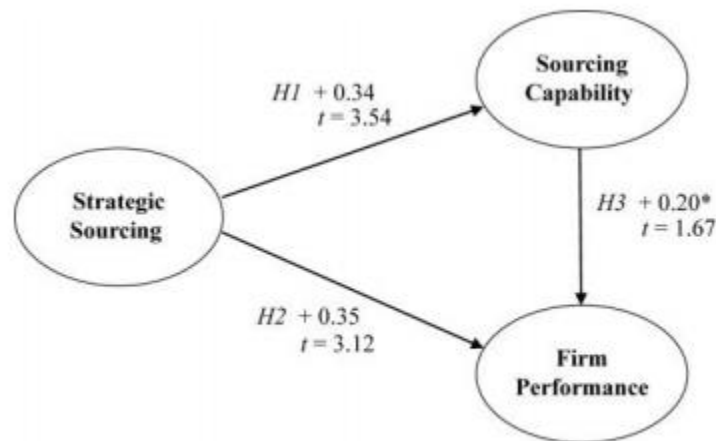 Sourcing
Capability
H1 + 0.34
t = 3.54
Strategic
Sourcing
H3 + 0.20*
t = 1.67
H2 + 0.35
t = 3.12
Firm
Performance